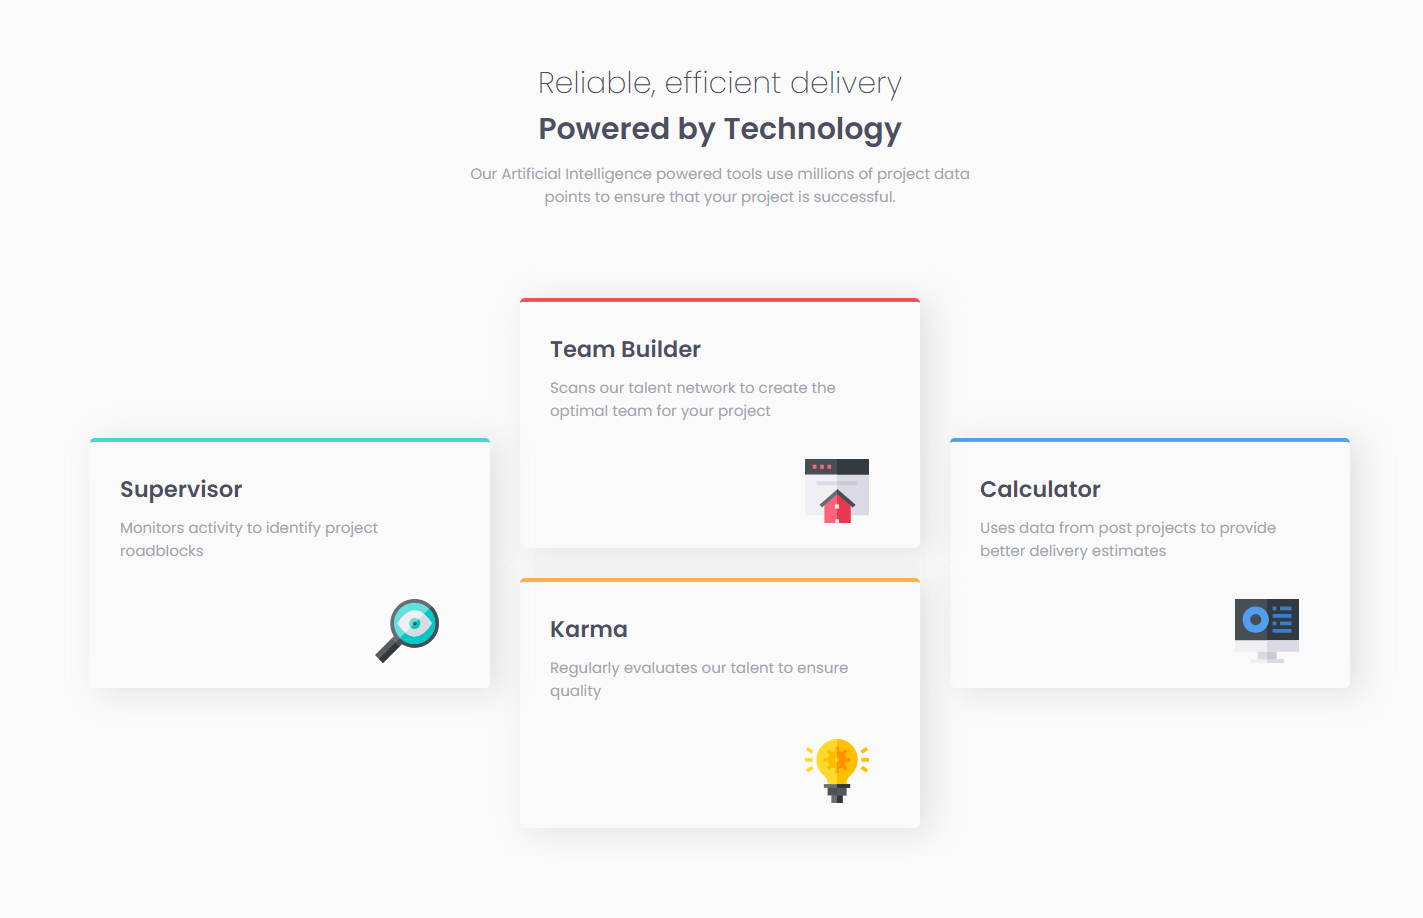 Reliable, efficient delivery
Powered by Technology
Our Artificial Intelligence powered tools use millions of project data
points to ensure that your project is successful.
Supervisor
Monitors activity to identify project
roadblocks
Team Builder
Scans our talent network to create the
optimal team for your project
Karma
Regularly evaluates our talent to ensure
quality
Calculator
Uses data from post projects to provide
better delivery estimates